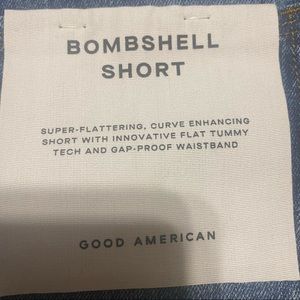 BOMBSHELL
SHORT
SUPER-FLATTERING, CURVE ENHANCING
SHORT WITH INNOVATIVE FLAT TUMMY
TECH AND GAP-PROOF WAISTBAND
GOOD AMERICAN